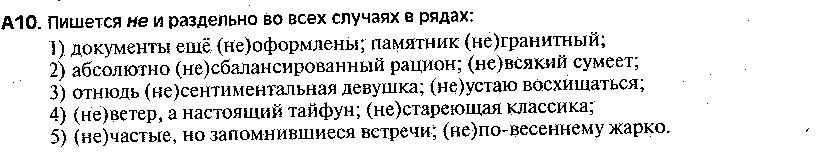 А10. Пишется не и раздельно во всех случаях в рядах:
1) документы ещё (не)оформлены; памятник (не)гранитный;
2) абсолютно (не)сбалансированный рацион; (не)всякий сумеет;
3) отнюдь (не)сентиментальная девушка; (не)устаю восхищаться;
4) (не)ветер, а настоящий тайфун; (не)стареющая классика;
5) (не)частые, но запомнившиеся встречи; (не)по-весеннему жарко.